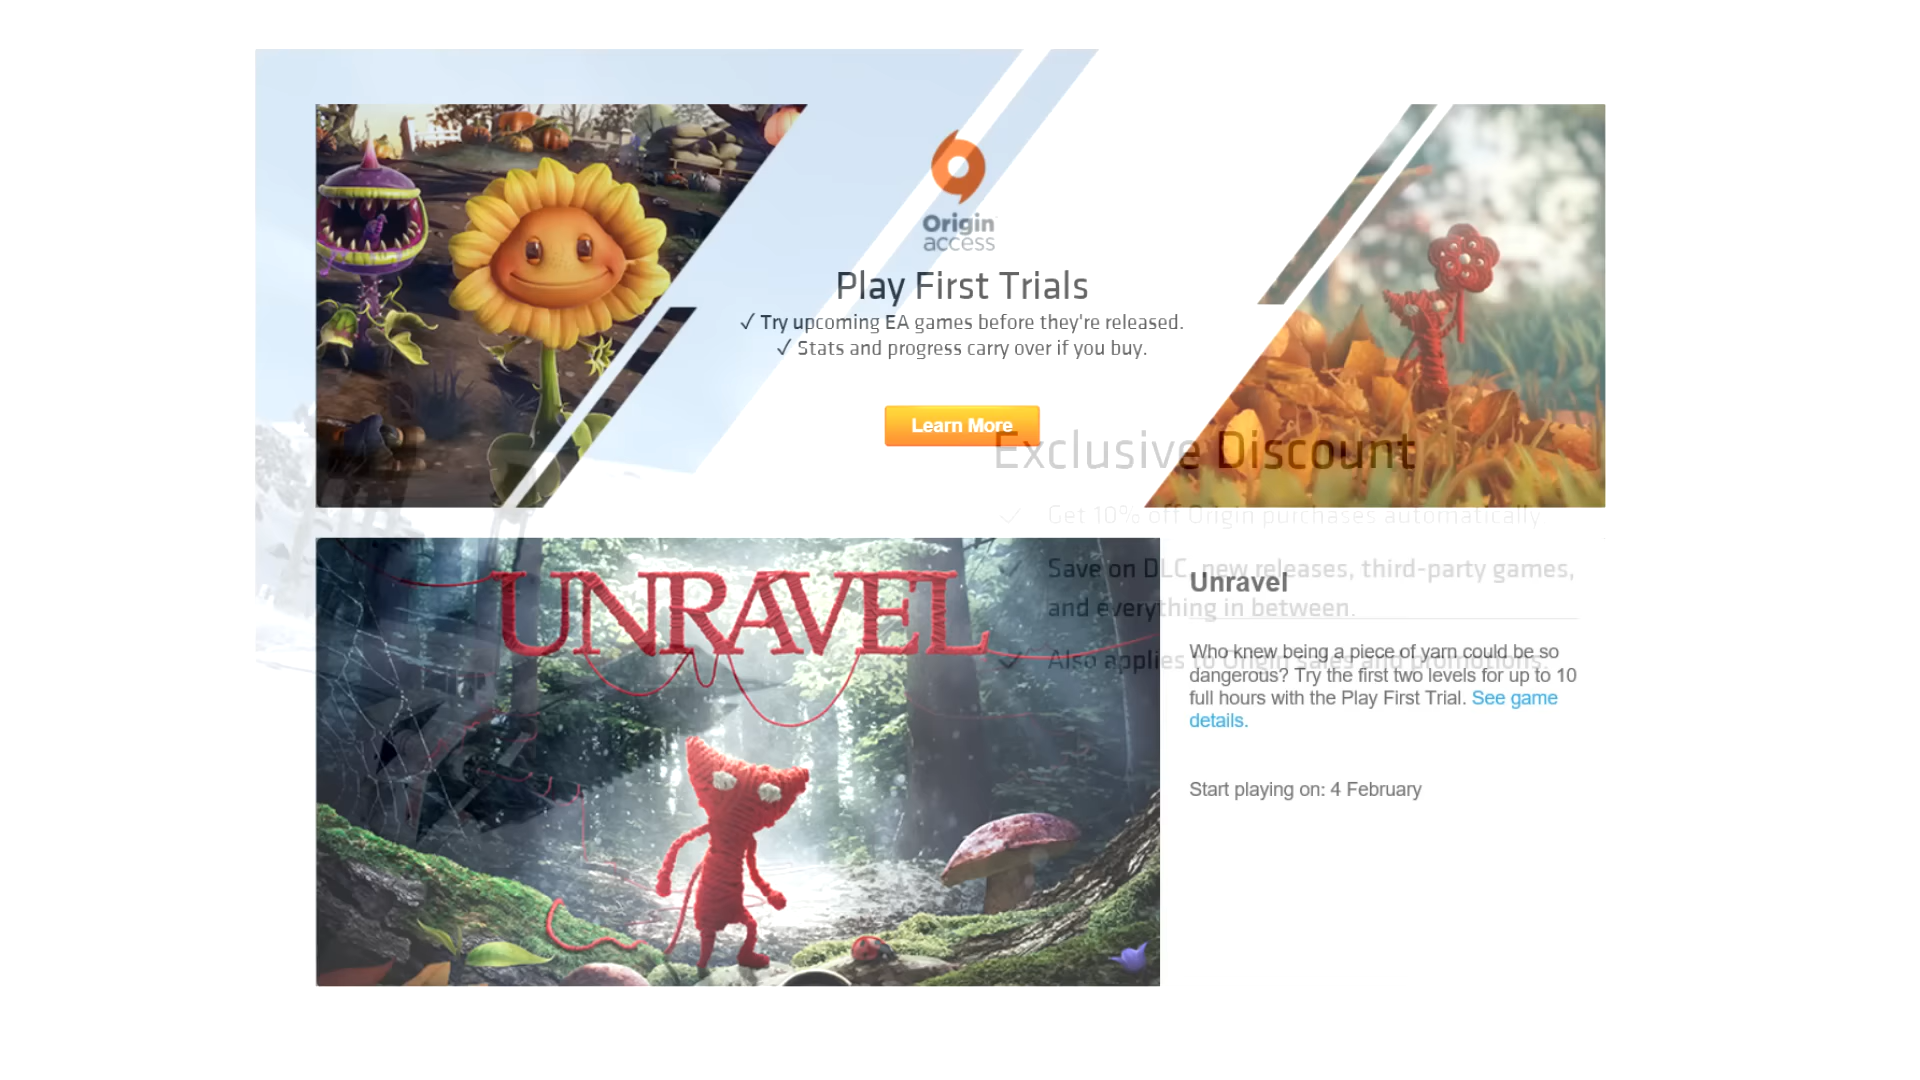 Origin
access
Play First Trials
✓ Try upcoming EA games before they're released.
✓ Stats and progress carry over if you buy.
Learn More
Exclusive Discount
✓ Get 10% off Origin purchases automatically
✓ Save on DLC, new releases, third-party games,
and everything in between.
✓ Also applies to Origin sales and promotions.
UNRAVEL
Unravel
Who knew being a piece of yarn could be so
dangerous? Try the first two levels for up to 10
full hours with the Play First Trial. See game
details.
Start playing on: 4 February